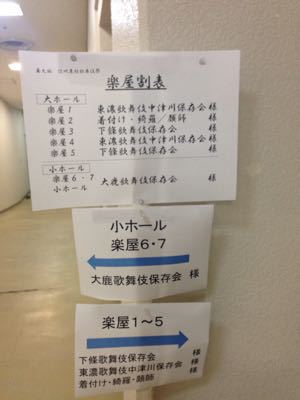 楽屋割表
大ホール
楽屋1 東濃歌舞伎中津川保存会 様
楽屋2 着付け・綺羅/顔師 様
楽屋3 下條歌舞伎保存会 様
楽屋4 東濃歌舞伎中津川保存会 様
楽屋5 下條歌舞伎保存会 様
小ホール
楽屋6・7 大鹿歌舞伎保存会 様
小ホール
小ホール
楽屋6・7
大鹿歌舞伎保存会 様
楽屋1~5
下條歌舞伎保存会 様
東濃歌舞伎中津川保存会 様
着付け・綺羅・顔師 様